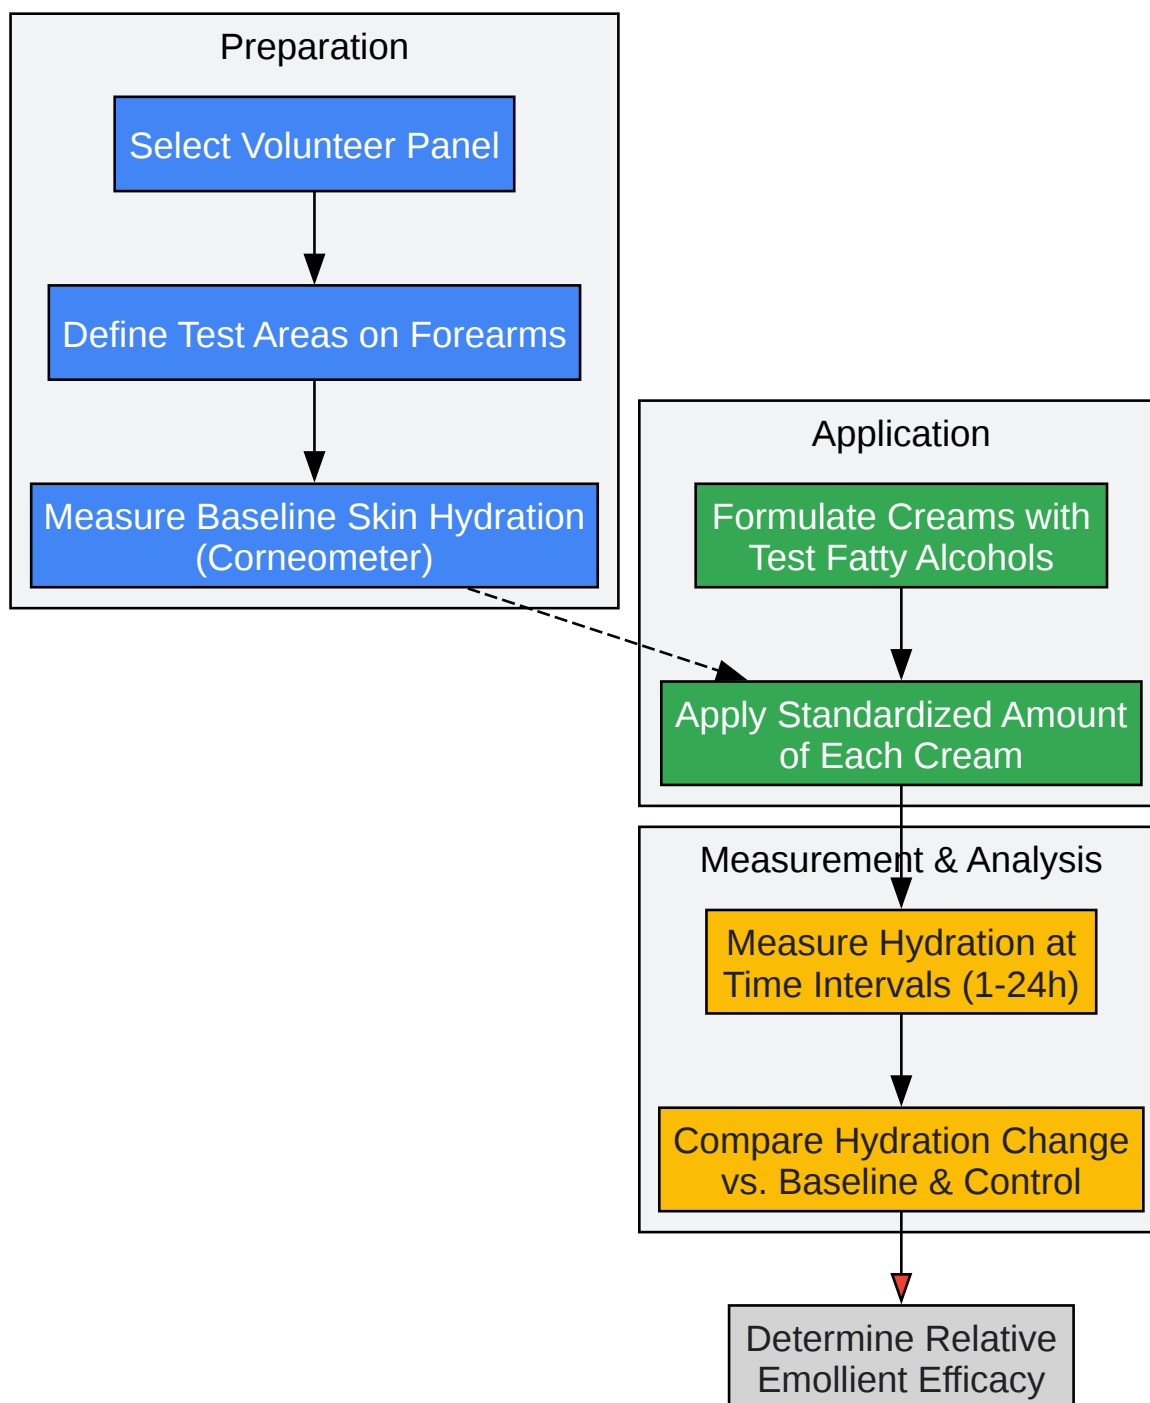 Preparation
Select Volunteer Panel
Define Test Areas on Forearms
Measure Baseline Skin Hydration
(Corneometer)
Application
Formulate Creams with
Test Fatty Alcohols
Apply Standardized Amount
of Each Cream
Measurement & Analysis
Measure Hydration at
Time Intervals (1-24h)
Compare Hydration Change
vs. Baseline & Control
Determine Relative
Emollient Efficacy